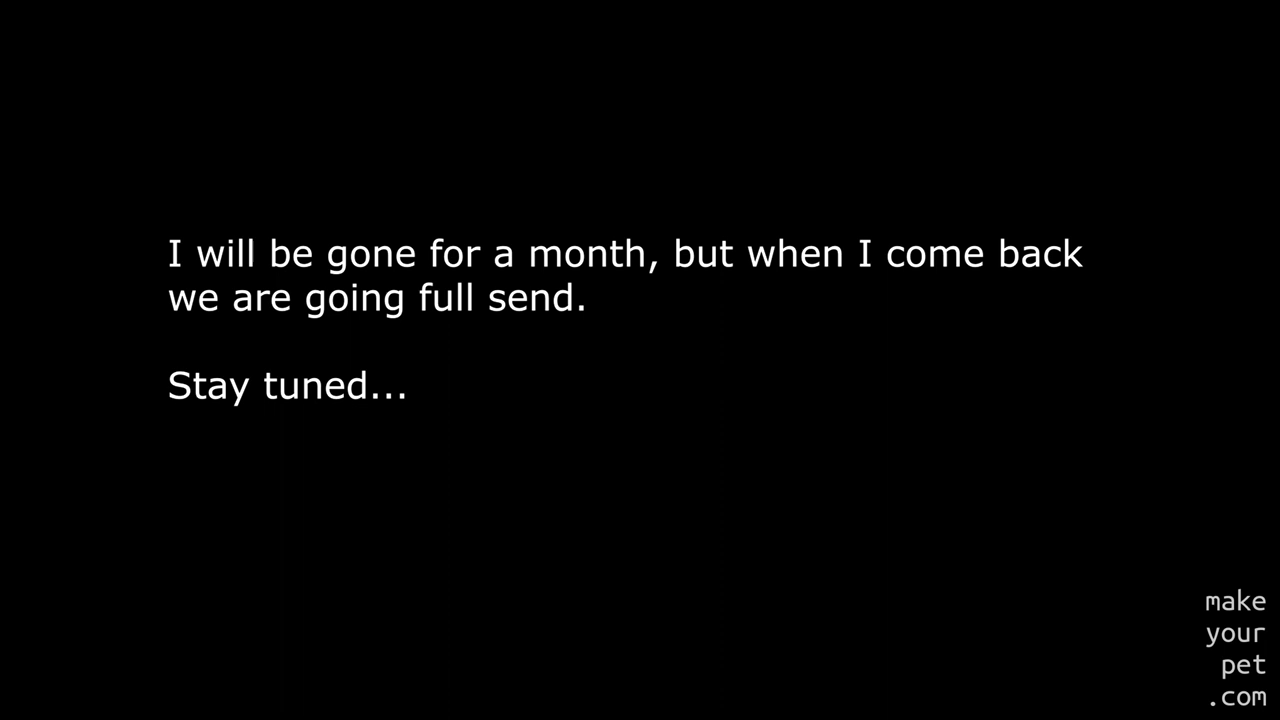 I will be gone for a month, but when I come back
we are going full send.
Stay tuned...
make
your
pet
.com